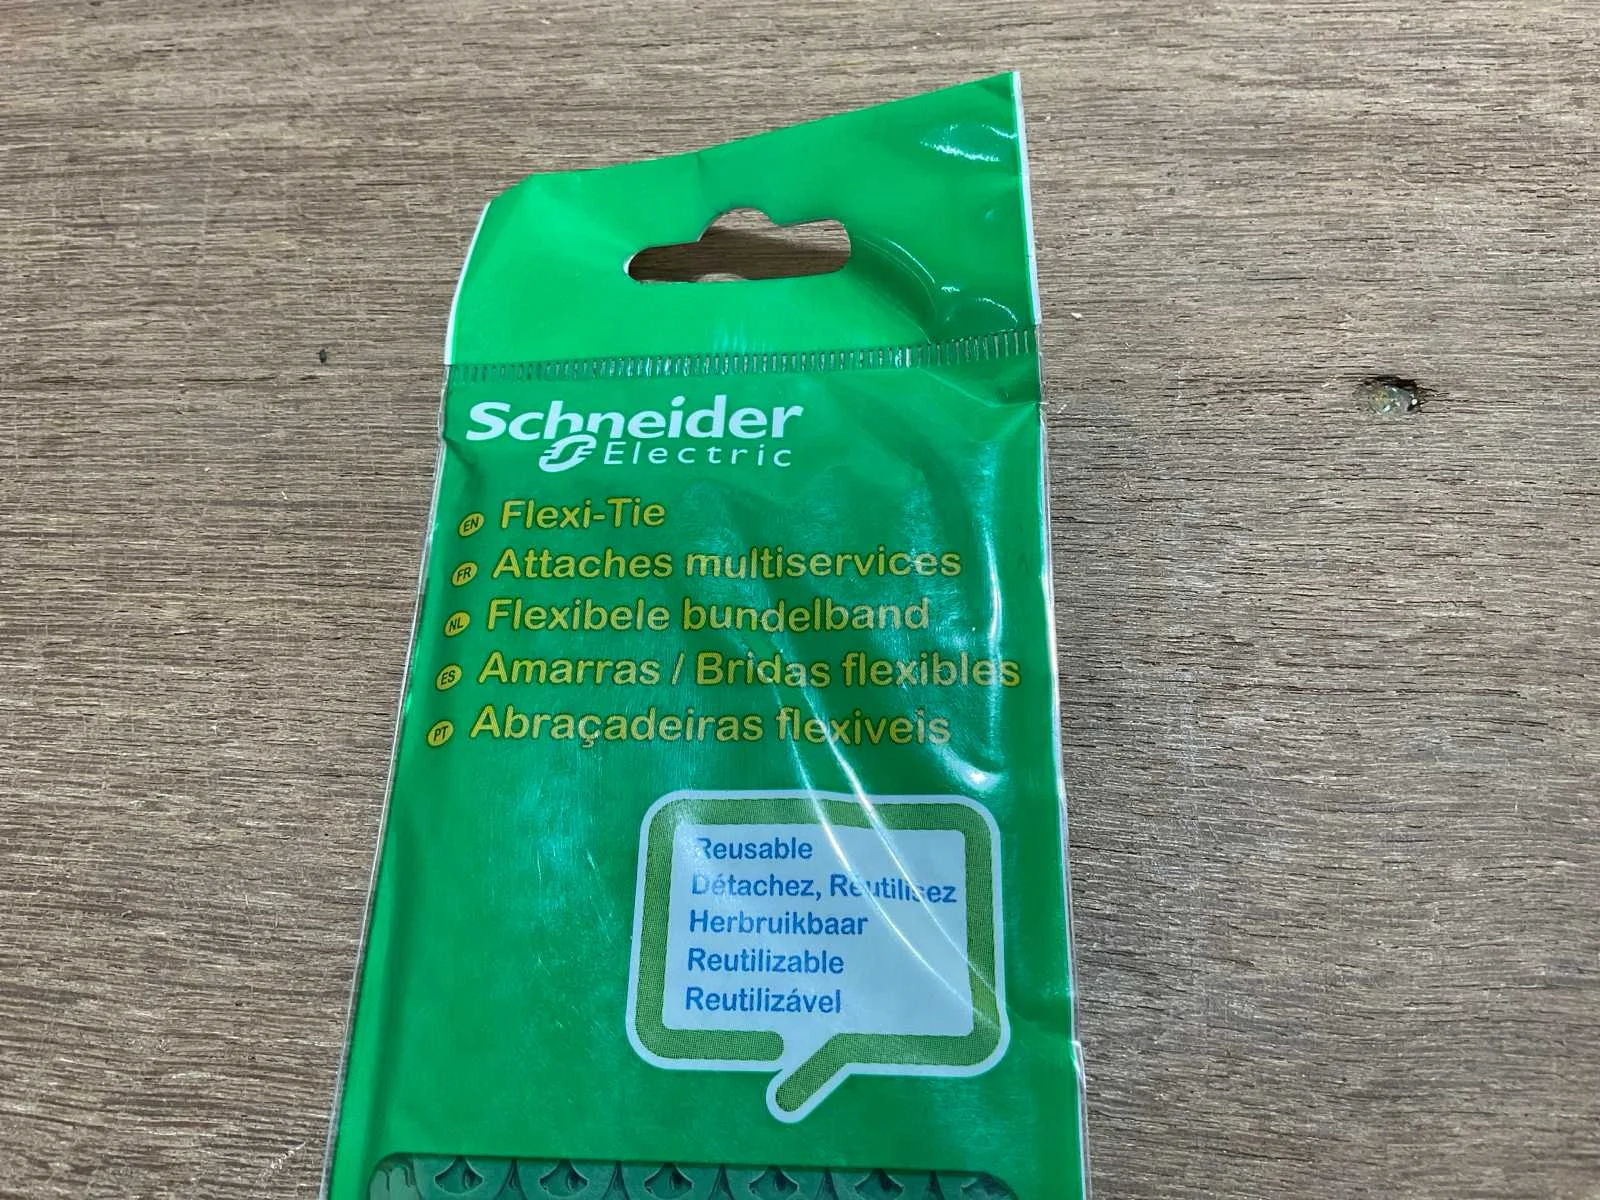 Schneider
Electric
EN Flexi-Tie
FR Attaches multiservices
NL Flexibele bundelband
ES Amarras / Bridas flexibles
PT Abraçadeiras flexiveis
Reusable
Détachez, Réutilisez
Herbruikbaar
Reutilizable
Reutilizável